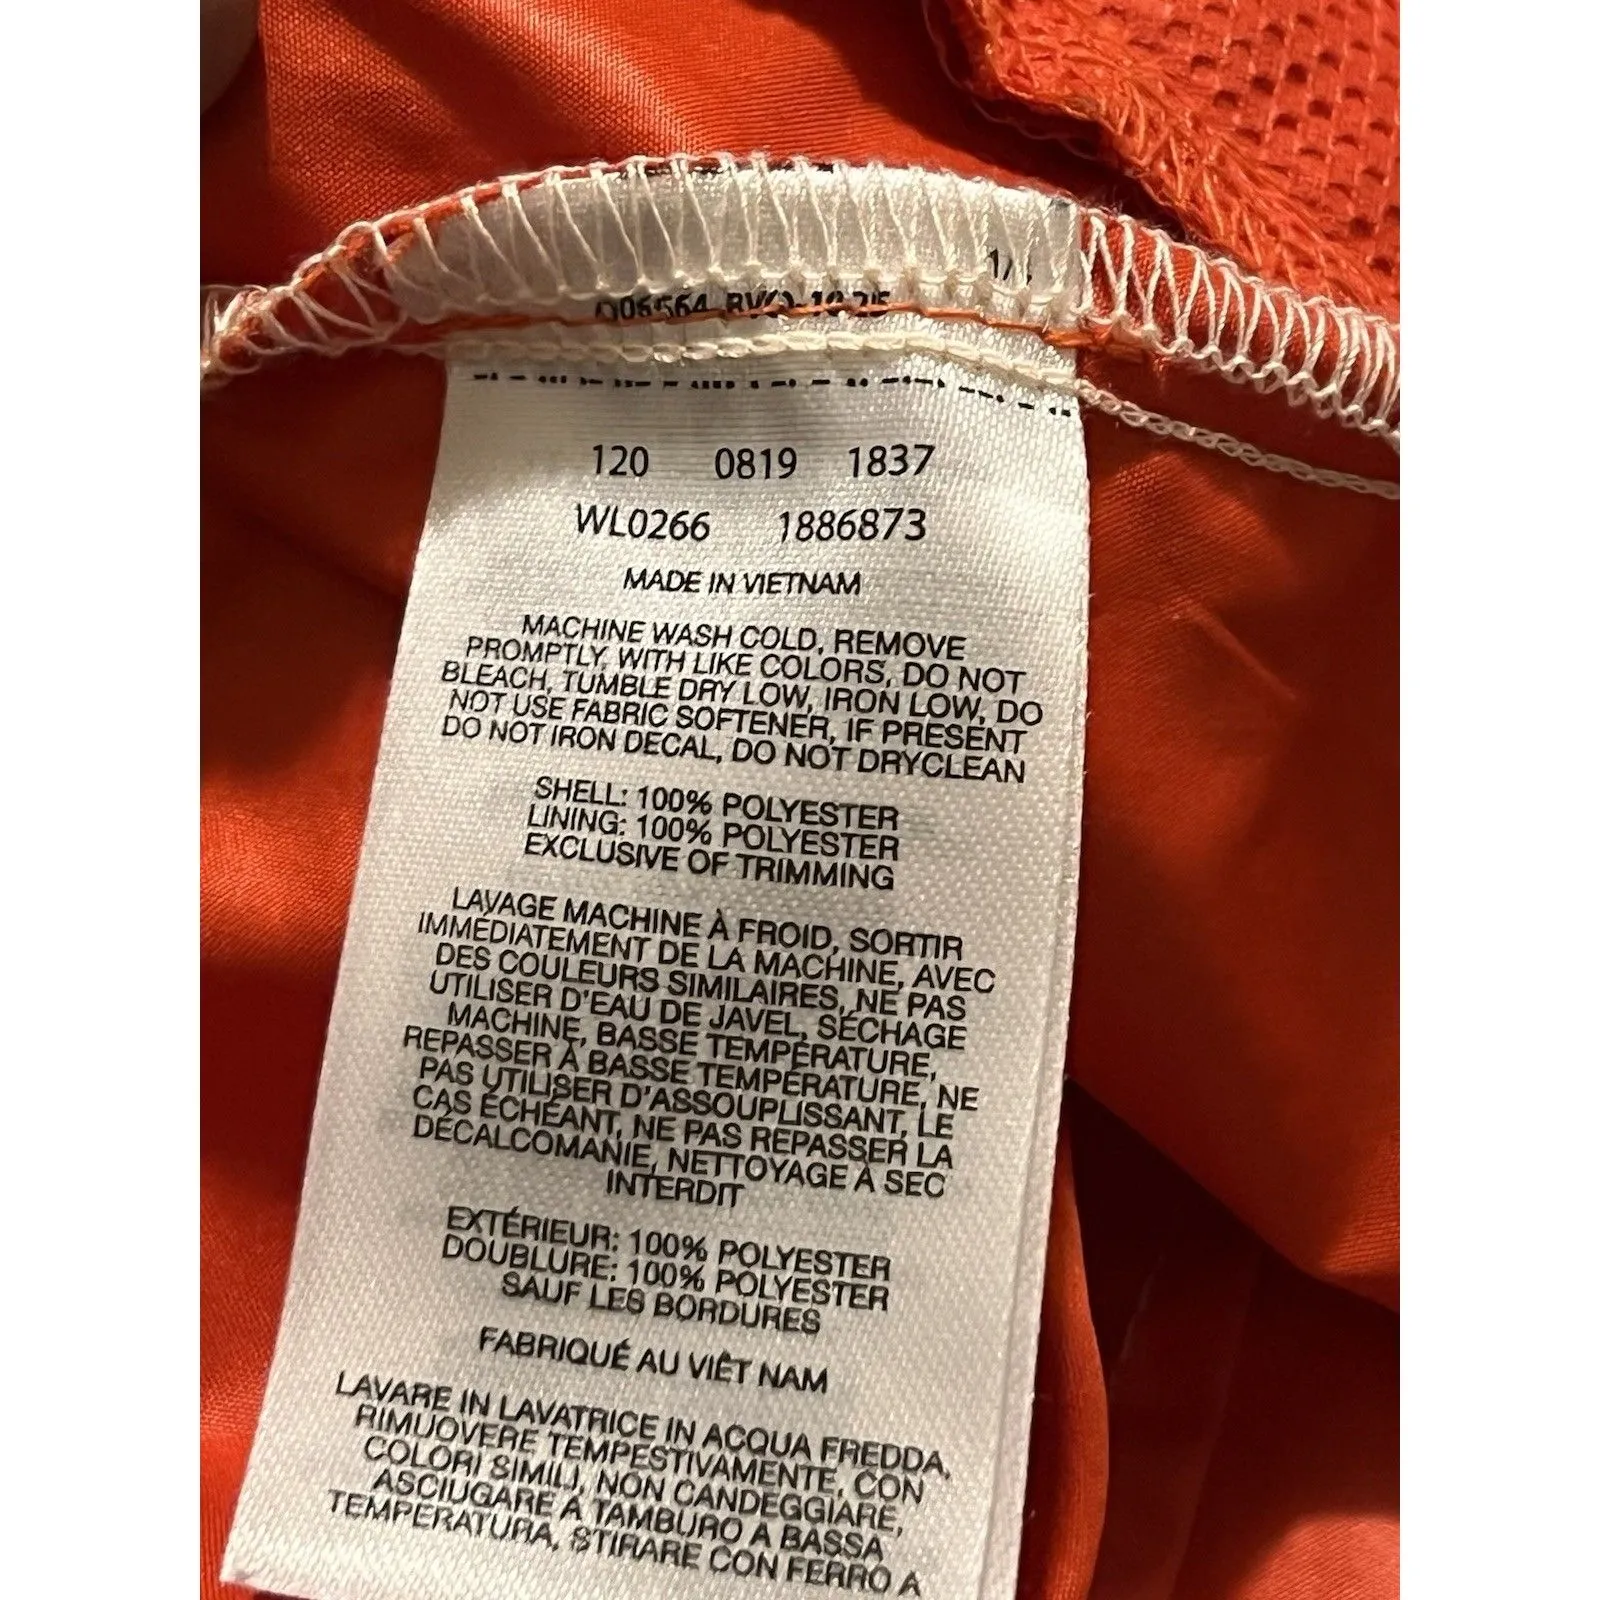 120 0819 1837
WL0266 1886873
MADE IN VIETNAM
MACHINE WASH COLD, REMOVE
PROMPTLY, WITH LIKE COLORS, DO NOT
BLEACH, TUMBLE DRY LOW, IRON LOW, DO
NOT USE FABRIC SOFTENER, IF PRESENT
DO NOT IRON DECAL, DO NOT DRYCLEAN
SHELL: 100% POLYESTER
LINING: 100% POLYESTER
EXCLUSIVE OF TRIMMING
LAVAGE MACHINE À FROID, SORTIR
IMMÉDIATEMENT DE LA MACHINE, AVEC
DES COULEURS SIMILAIRES, NE PAS
UTILISER D'EAU DE JAVEL, SÉCHAGE
MACHINE, BASSE TEMPÉRATURE,
REPASSER À BASSE TEMPÉRATURE, NE
PAS UTILISER D'ASSOUPLISSANT, LE
CAS ÉCHÉANT, NE PAS REPASSER LA
DÉCALCOMANIE, NETTOYAGE À SEC
INTERDIT
EXTÉRIEUR: 100% POLYESTER
DOUBLURE: 100% POLYESTER
SAUF LES BORDURES
FABRIQUÉ AU VIÊT NAM
LAVARE IN LAVATRICE IN ACQUA FREDDA,
RIMUOVERE TEMPESTIVAMENTE, CON
COLORI SIMILI, NON CANDEGGIARE,
ASCIUGARE A TAMBURO A BASSA
TEMPERATURA, STIRARE CON FERRO A